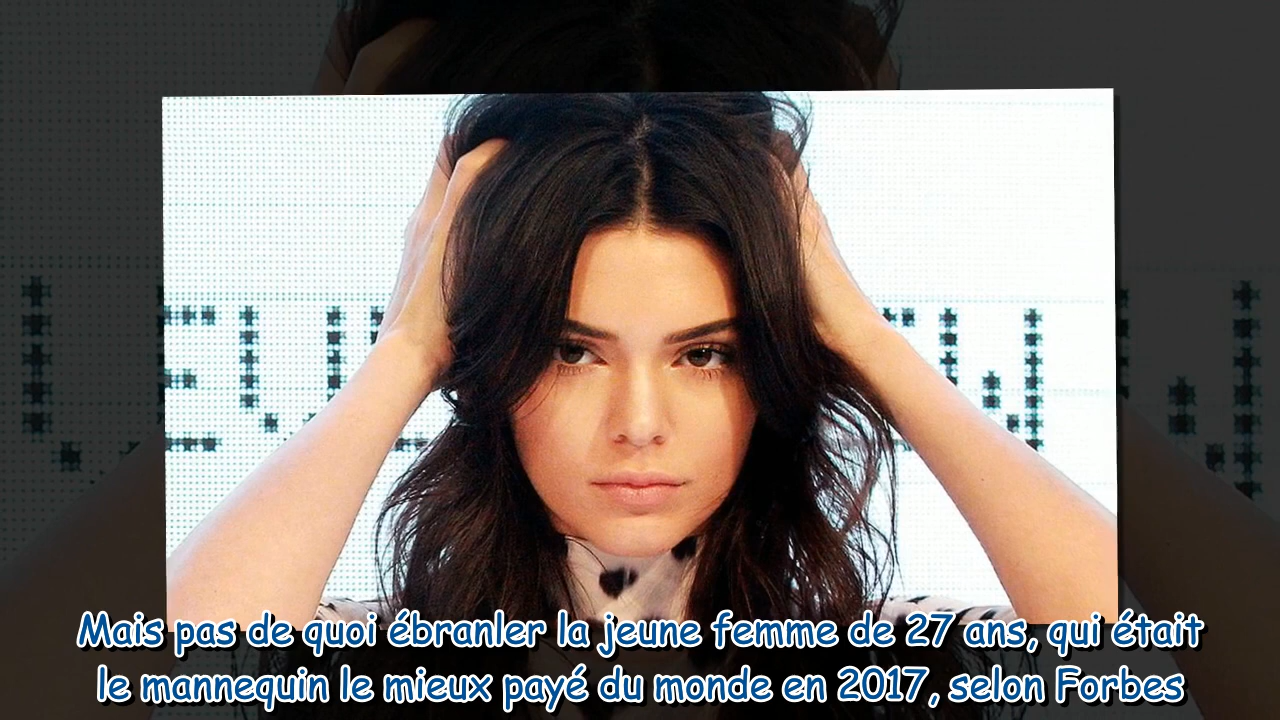 Mais pas de quoi ébranler la jeune femme de 27 ans, qui était
le mannequin le mieux payé du monde en 2017, selon Forbes